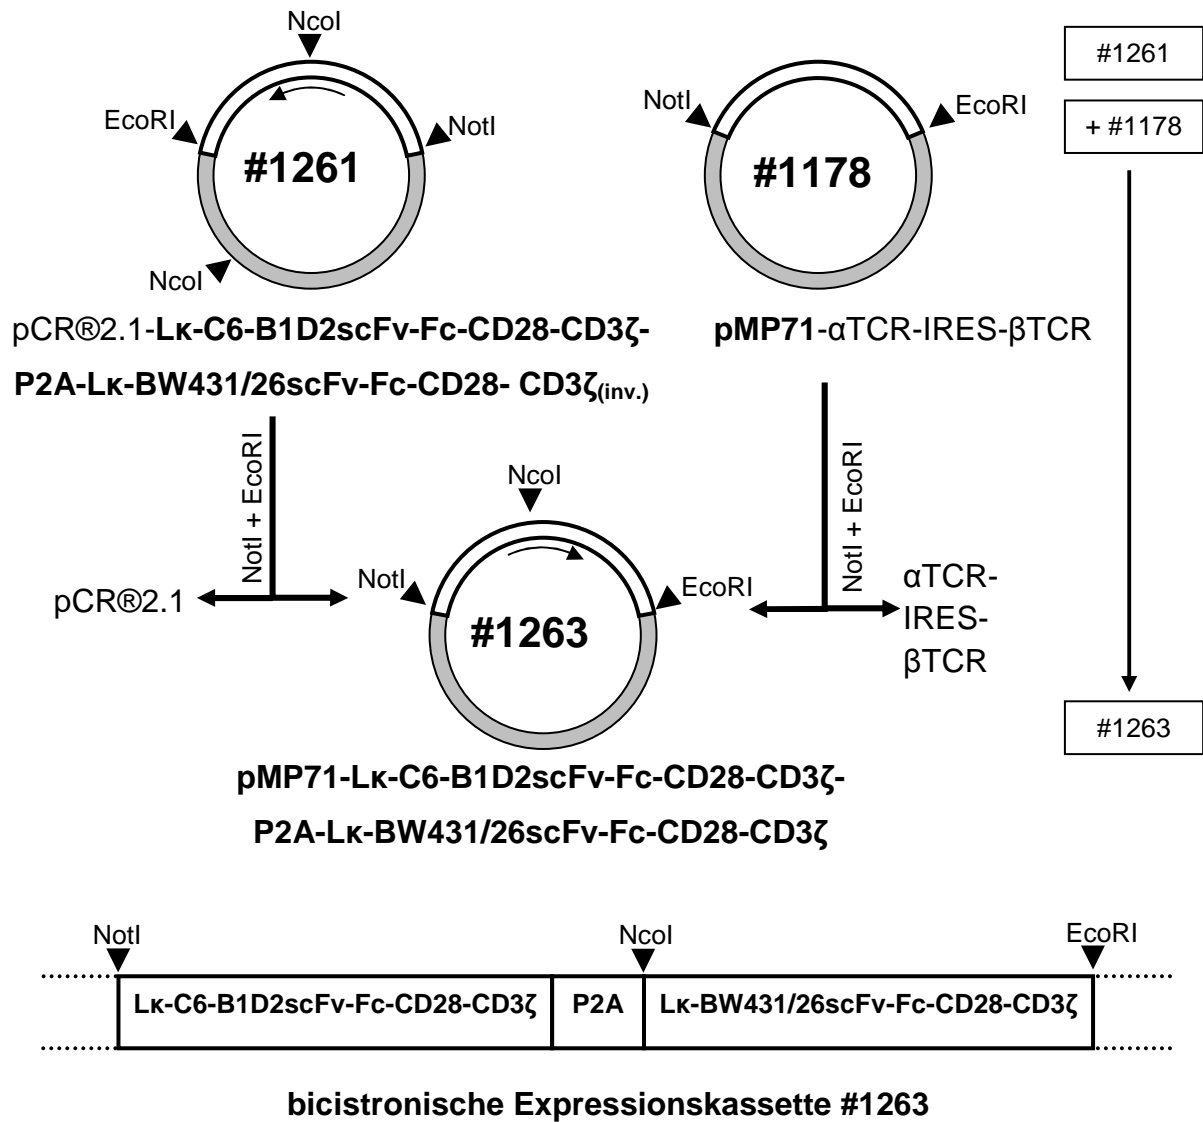 NcoI
EcoRI
NotI
#1261
NcoI
pCR®2.1-Lκ-C6-B1D2scFv-Fc-CD28-CD3ζ-
P2A-Lκ-BW431/26scFv-Fc-CD28- CD3ζ(inv.)
NotI
EcoRI
#1178
pMP71-αTCR-IRES-βTCR
#1261
+ #1178
#1263
NotI + EcoRI
pCR®2.1
NotI + EcoRI
αTCR-
IRES-
βTCR
NcoI
NotI
EcoRI
#1263
pMP71-Lκ-C6-B1D2scFv-Fc-CD28-CD3ζ-
P2A-Lκ-BW431/26scFv-Fc-CD28-CD3ζ
NotI
NcoI
EcoRI
Lκ-C6-B1D2scFv-Fc-CD28-CD3ζ
P2A
Lκ-BW431/26scFv-Fc-CD28-CD3ζ
bicistronische Expressionskassette #1263